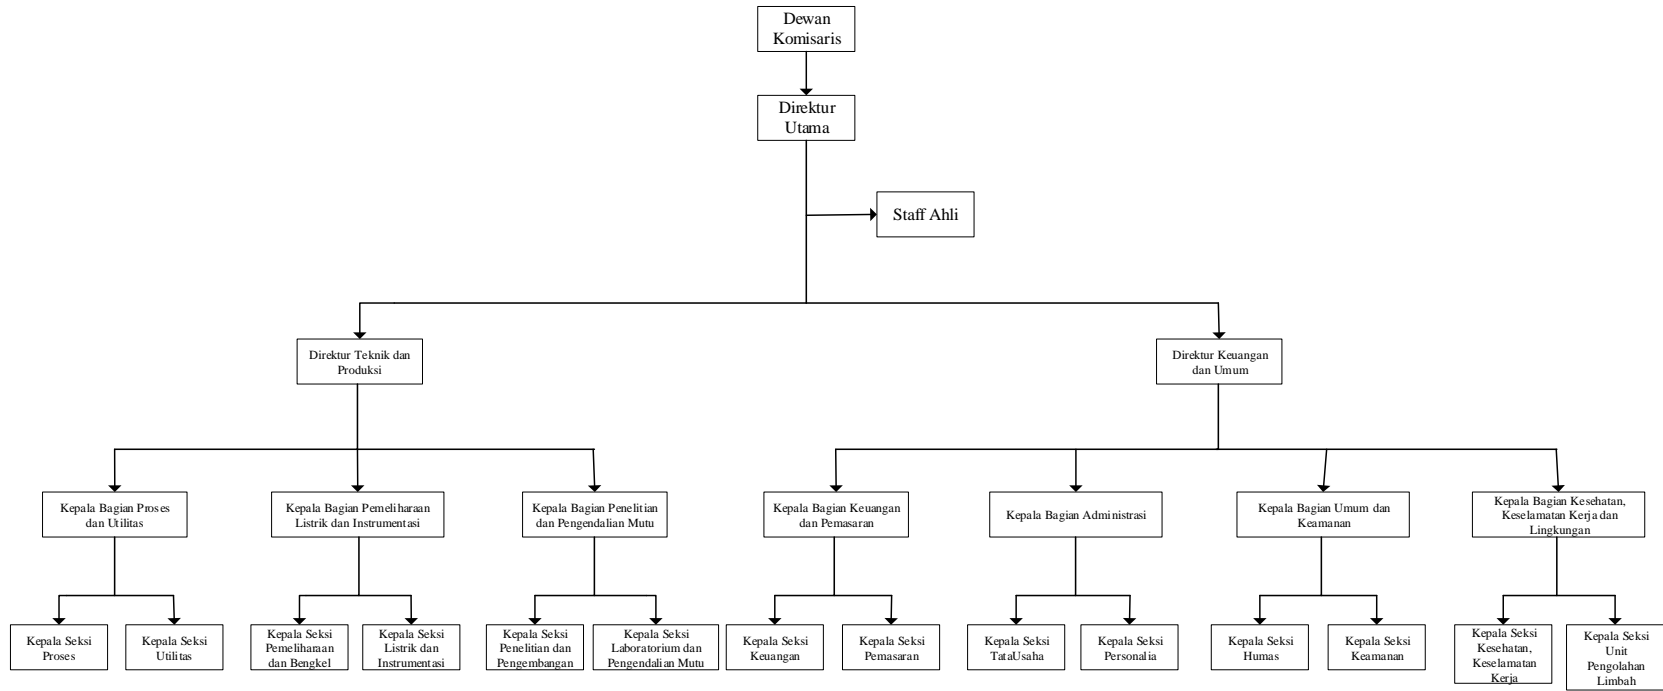 Dewan
Komisaris
Direktur
Utama
Staff Ahli
Direktur Teknik dan
Produksi
Direktur Keuangan
dan Umum
Kepala Bagian Proses
dan Utilitas
Kepala Bagian Pemeliharaan
Listrik dan Instrumentasi
Kepala Bagian Penelitian
dan Pengendalian Mutu
Kepala Bagian Keuangan
dan Pemasaran
Kepala Bagian Administrasi
Kepala Bagian Umum dan
Keamanan
Kepala Bagian Kesehatan,
Keselamatan Kerja dan
Lingkungan
Kepala Seksi
Proses
Kepala Seksi
Utilitas
Kepala Seksi
Pemeliharaan
dan Bengkel
Kepala Seksi
Listrik dan
Instrumentasi
Kepala Seksi
Penelitian dan
Pengembangan
Kepala Seksi
Laboratorium dan
Pengendalian Mutu
Kepala Seksi
Keuangan
Kepala Seksi
Pemasaran
Kepala Seksi
TataUsaha
Kepala Seksi
Personalia
Kepala Seksi
Humas
Kepala Seksi
Keamanan
Kepala Seksi
Kesehatan,
Keselamatan
Kerja
Kepala Seksi
Unit
Pengolahan
Limbah